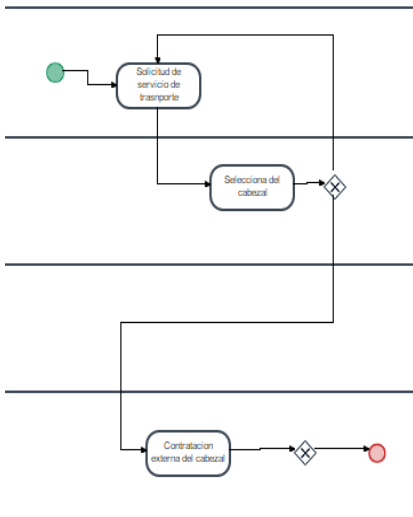 Solicitud de
servicio de
trasnporte
Selecciona del
cabezal
Contratacion
externa del cabezal